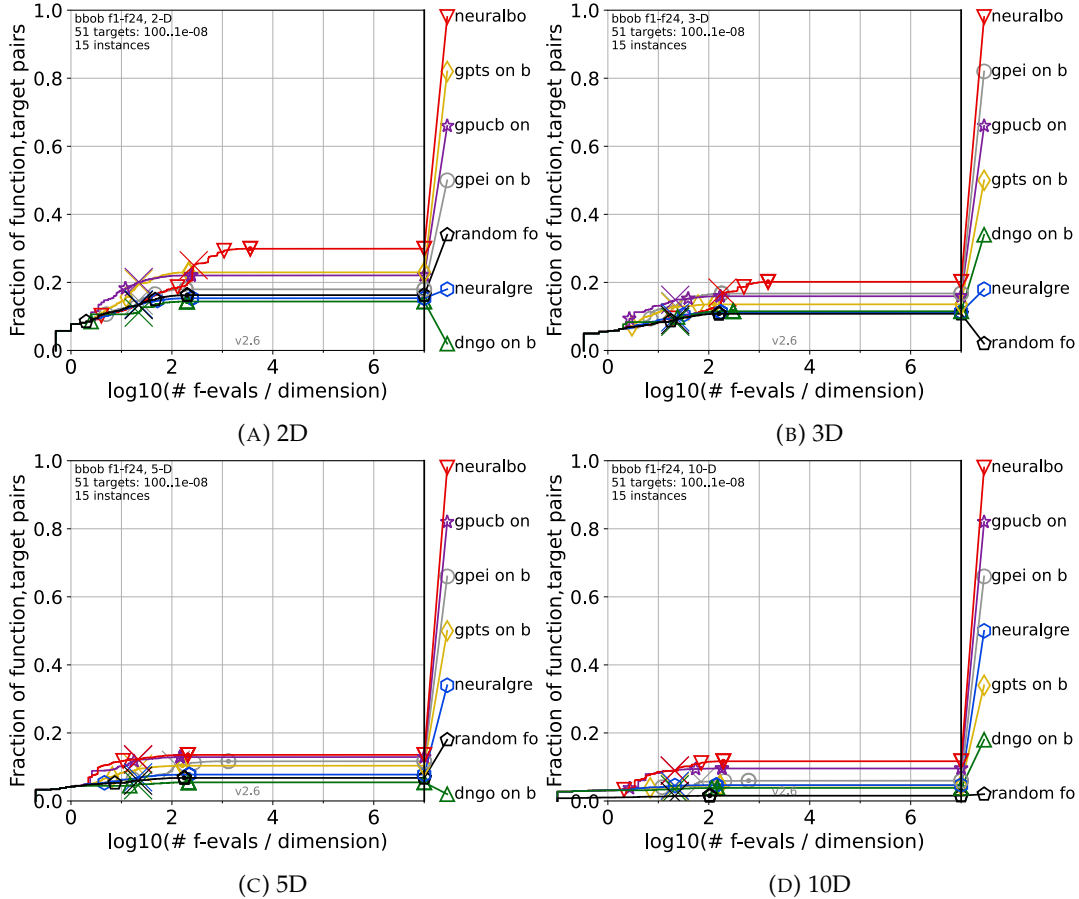 bbob f1-f24, 2-D
51 targets: 100..1e-08
15 instances
Fraction of function,target pairs
1.0
0.8
0.6
0.4
0.2
0.0
0
2
4
6
v2.6
log10(# f-evals / dimension)
neuralbo
gpts on b
gpucb on
gpei on b
random fo
neuralgre
dngo on b
(A) 2D
bbob f1-f24, 3-D
51 targets: 100..1e-08
15 instances
Fraction of function,target pairs
1.0
0.8
0.6
0.4
0.2
0.0
0
2
4
6
v2.6
log10(# f-evals / dimension)
neuralbo
gpei on b
gpucb on
gpts on b
dngo on b
neuralgre
random fo
(B) 3D
bbob f1-f24, 5-D
51 targets: 100..1e-08
15 instances
Fraction of function,target pairs
1.0
0.8
0.6
0.4
0.2
0.0
0
2
4
6
v2.6
log10(# f-evals / dimension)
neuralbo
gpucb on
gpei on b
gpts on b
neuralgre
random fo
dngo on b
(C) 5D
bbob f1-f24, 10-D
51 targets: 100..1e-08
15 instances
Fraction of function,target pairs
1.0
0.8
0.6
0.4
0.2
0.0
0
2
4
6
v2.6
log10(# f-evals / dimension)
neuralbo
gpucb on
gpei on b
neuralgre
gpts on b
dngo on b
random fo
(D) 10D